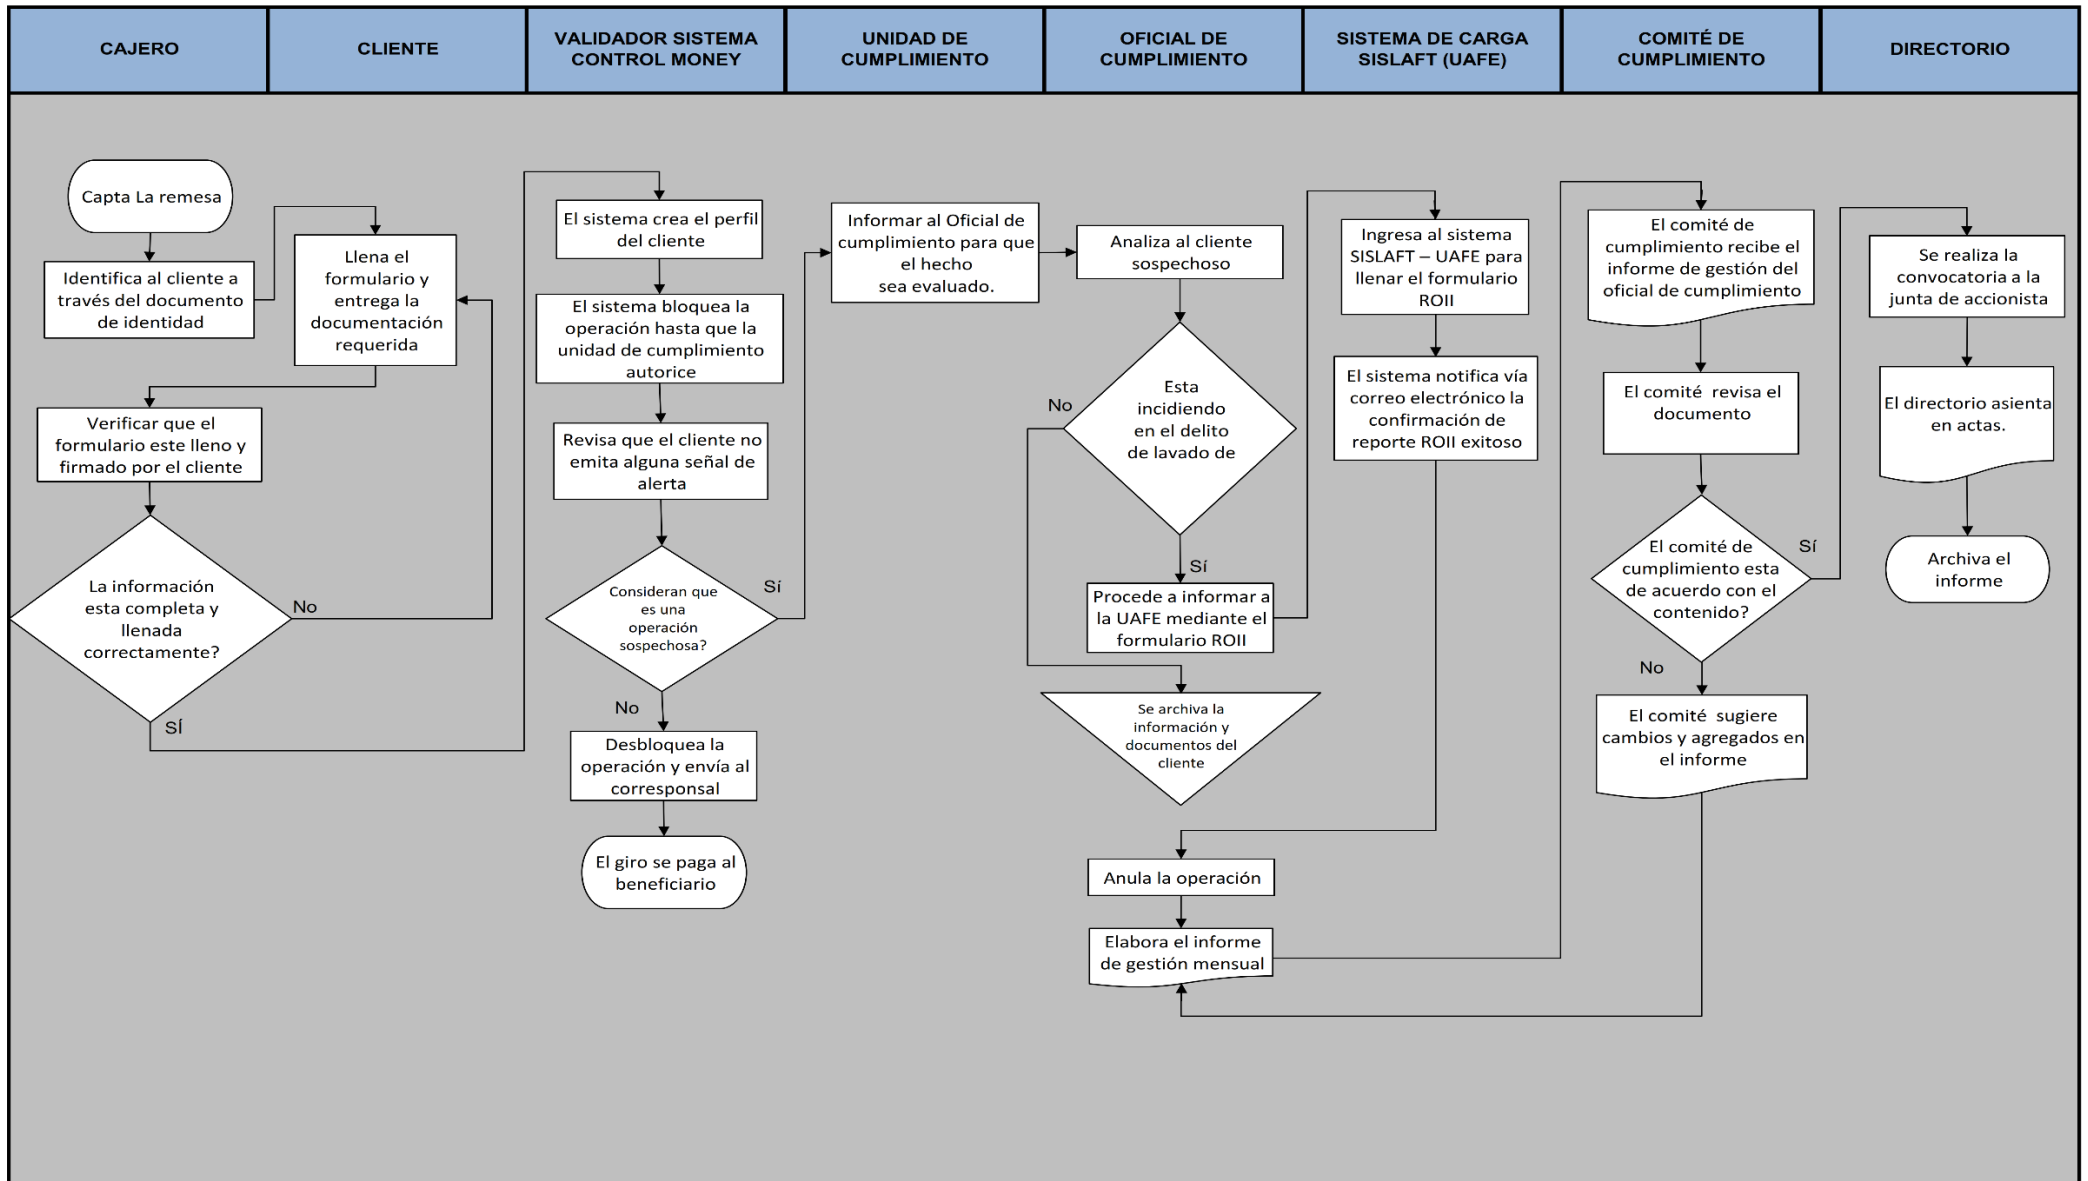 CAJERO
CLIENTE
VALIDADOR SISTEMA
CONTROL MONEY
UNIDAD DE
CUMPLIMIENTO
OFICIAL DE
CUMPLIMIENTO
SISTEMA DE CARGA
SISLAFT (UAFE)
COMITÉ DE
CUMPLIMIENTO
DIRECTORIO
Capta La remesa
Identifica al cliente a
través del documento
de identidad
Verificar que el
formulario este lleno y
firmado por el cliente
La información
esta completa y
llenada
correctamente?
No
SÍ
Llena el
formulario y
entrega la
documentación
requerida
El sistema crea el perfil
del cliente
El sistema bloquea la
operación hasta que la
unidad de cumplimiento
autorice
Revisa que el cliente no
emita alguna señal de
alerta
Consideran que
es una
operación
sospechosa?
Sí
No
Desbloquea la
operación y envía al
corresponsal
El giro se paga al
beneficiario
Informar al Oficial de
cumplimiento para que
el hecho
sea evaluado.
Analiza al cliente
sospechoso
Esta
incidiendo
en el delito
de lavado de
No
Sí
Procede a informar a
la UAFE mediante el
formulario ROII
Se archiva la
información y
documentos del
cliente
Anula la operación
Elabora el informe
de gestión mensual
Ingresa al sistema
SISLAFT – UAFE para
llenar el formulario
ROII
El sistema notifica vía
correo electrónico la
confirmación de
reporte ROII exitoso
El comité de
cumplimiento recibe el
informe de gestión del
oficial de cumplimiento
El comité revisa el
documento
El comité de
cumplimiento esta
de acuerdo con el
contenido?
Sí
No
El comité sugiere
cambios y agregados en
el informe
Se realiza la
convocatoria a la
junta de accionista
El directorio asienta
en actas.
Archiva el
informe